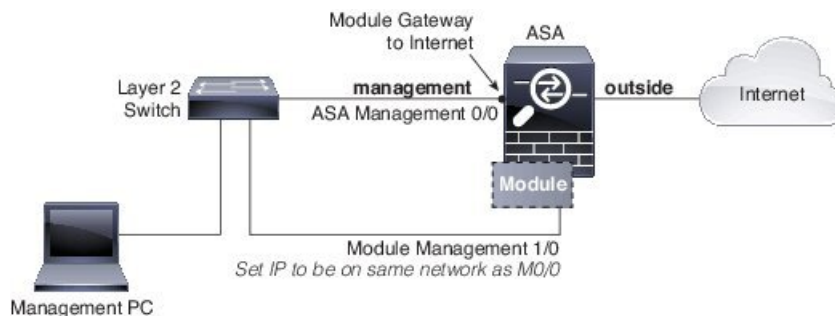 Module Gateway
to Internet
ASA
Layer 2
Switch
management
ASA Management 0/0
outside
Internet
Module
Module Management 1/0
Set IP to be on same network as M0/0
Management PC